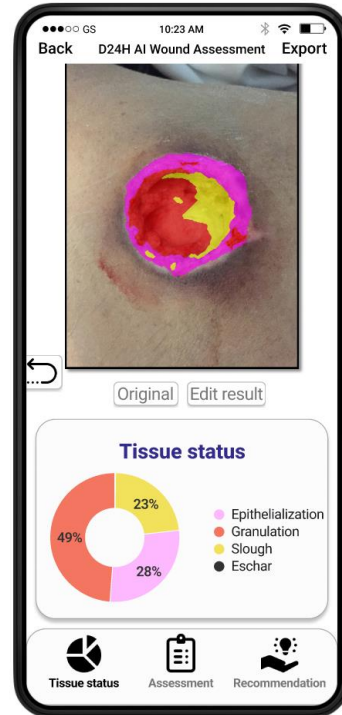 GS 10:23 AM
Back D24H AI Wound Assessment Export
Original Edit result
Tissue status
23%
49%
28%
Epithelialization
Granulation
Slough
Eschar
Tissue status Assessment Recommendation